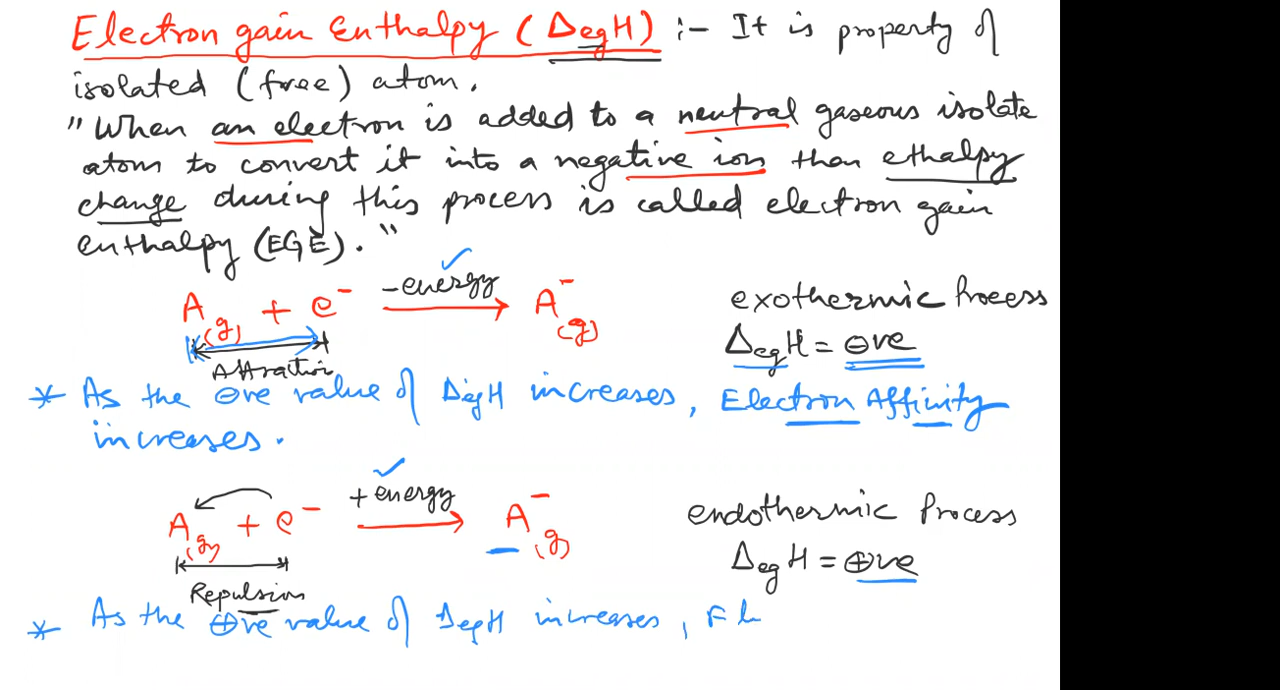 Electron gain Enthalpy (ΔegH) :- It is property of
isolated (free) atom.
"When an electron is added to a neutral gaseous isolate
atom to convert it into a negative ion than ethalpy
change during this process is called electron gain
enthalpy (EGE)."
A(g) + e⁻ —energy→ A⁻(g) exothermic Process
Attraction ΔegH = ⊖ve
* As the ⊖ve value of ΔegH increases, Electron Affinity
increases.
A(g) + e⁻ +energy→ A⁻(g) endothermic Process
Repulsion ΔegH = ⊕ve
* As the ⊕ve value of ΔegH increases,